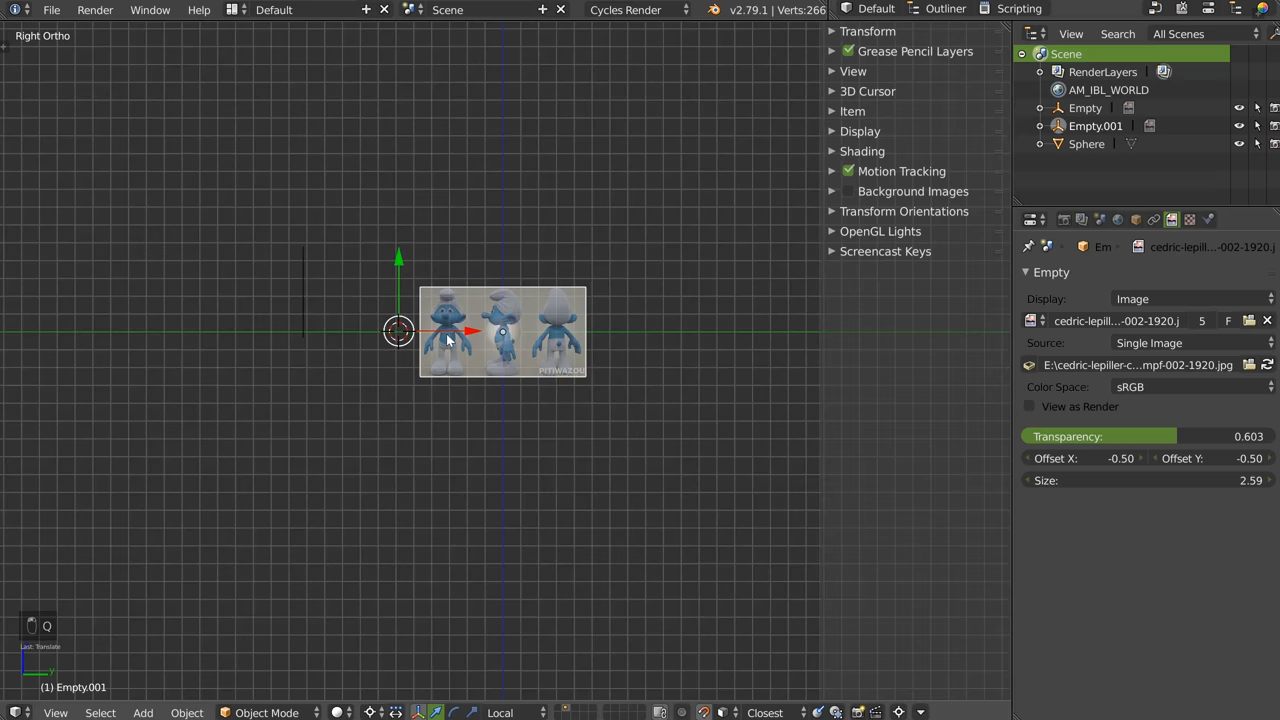 File Render Window Help Default Scene Cycles Render v2.79.1 | Verts:266 Default Outliner Scripting
Right Ortho
Transform
Grease Pencil Layers
View
3D Cursor
Item
Display
Shading
Motion Tracking
Background Images
Transform Orientations
OpenGL Lights
Screencast Keys
View Search All Scenes
Scene
RenderLayers
AM_IBL_WORLD
Empty
Empty.001
Sphere
Em cedric-lepill...-002-1920.j
Empty
Display: Image
cedric-lepill...-002-1920.j 5 F
Source: Single Image
E:\cedric-lepiller-c...mpf-002-1920.jpg
Color Space: sRGB
View as Render
Transparency: 0.603
Offset X: -0.50 Offset Y: -0.50
Size: 2.59
PITIWAZOU
Q
Last: Translate
y
(1) Empty.001
View Select Add Object Object Mode Local Closest